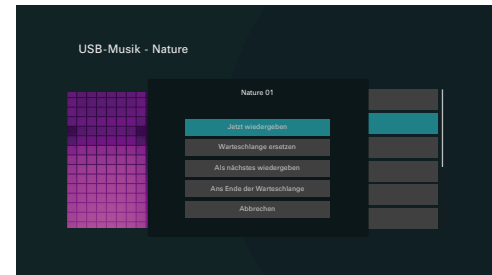 USB-Musik - Nature
Nature 01
Jetzt wiedergeben
Warteschlange ersetzen
Als nächstes wiedergeben
Ans Ende der Warteschlange
Abbrechen